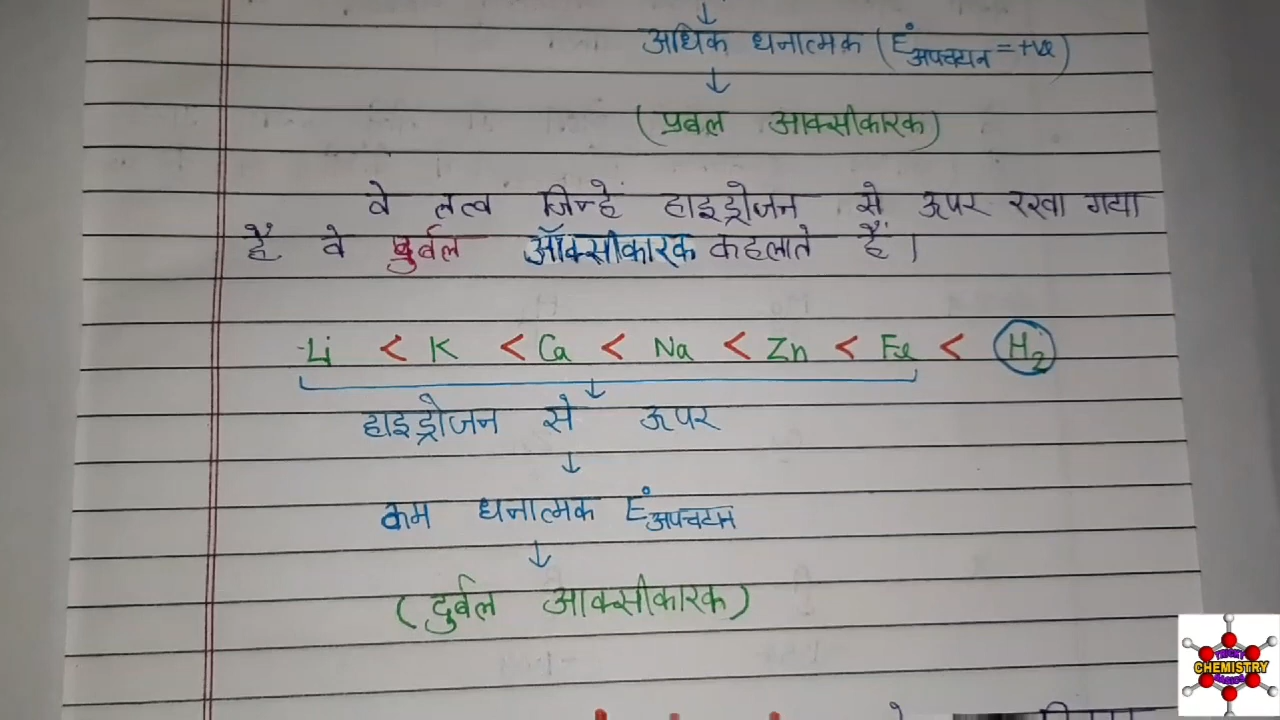 ↓
अधिक धनात्मक (E°अपचयन = +ve)
↓
(प्रबल आक्सीकारक)
वे तत्व जिन्हें हाइड्रोजन से ऊपर रखा गया
हैं वे दुर्बल ऑक्सीकारक कहलाते हैं।
Li < K < Ca < Na < Zn < Fe < H₂
↓
हाइड्रोजन से ऊपर
↓
कम धनात्मक E°अपचयन
↓
(दुर्बल आक्सीकारक)
CHEMISTRY